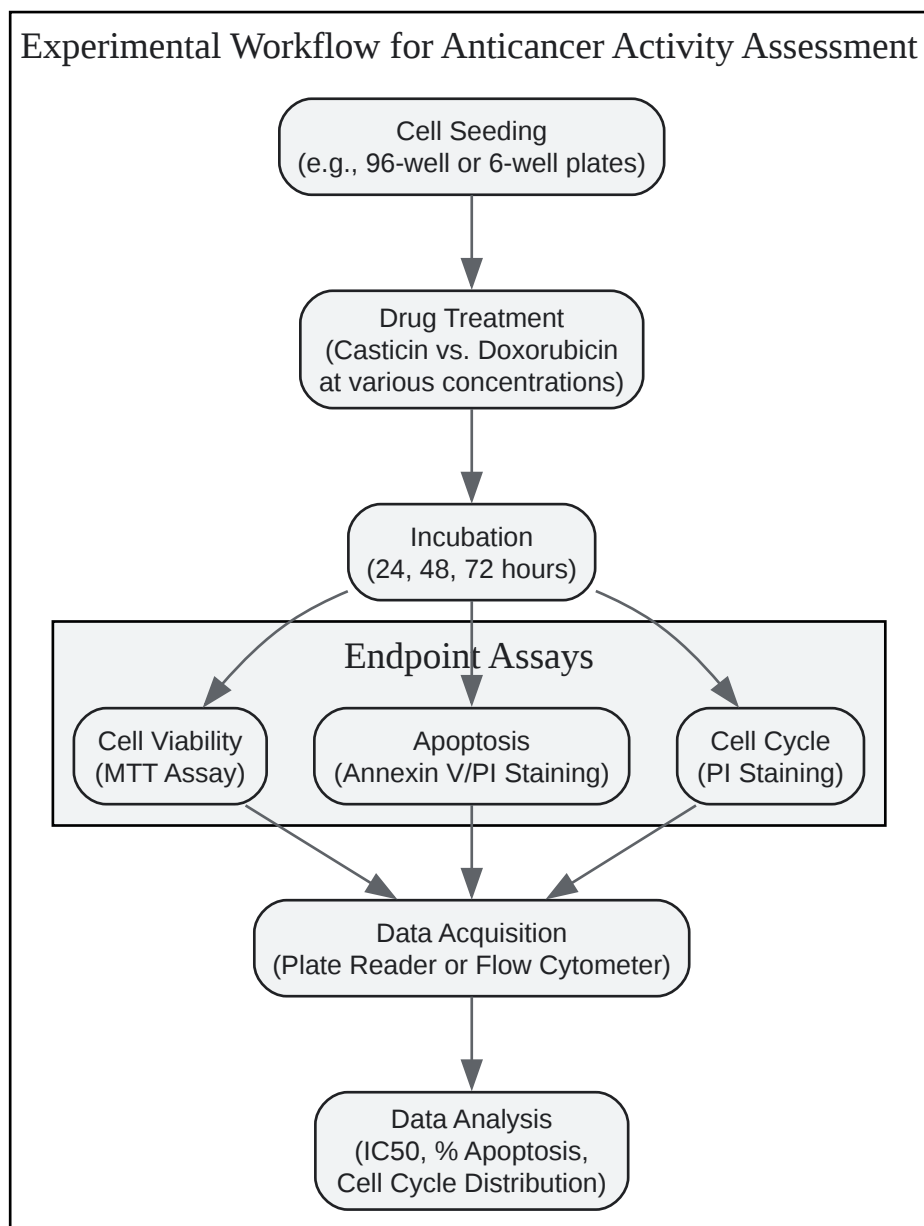 Experimental Workflow for Anticancer Activity Assessment
Cell Seeding
(e.g., 96-well or 6-well plates)
Drug Treatment
(Casticin vs. Doxorubicin
at various concentrations)
Incubation
(24, 48, 72 hours)
Endpoint Assays
Cell Viability
(MTT Assay)
Apoptosis
(Annexin V/PI Staining)
Cell Cycle
(PI Staining)
Data Acquisition
(Plate Reader or Flow Cytometer)
Data Analysis
(IC50, % Apoptosis,
Cell Cycle Distribution)